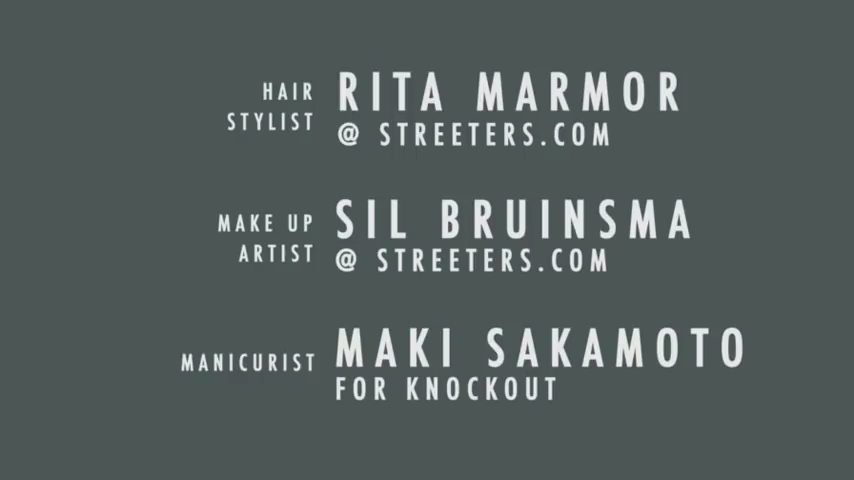 HAIR STYLIST
RITA MARMOR
@ STREETERS.COM
MAKE UP ARTIST
SIL BRUINSMA
@ STREETERS.COM
MANICURIST
MAKI SAKAMOTO
FOR KNOCKOUT